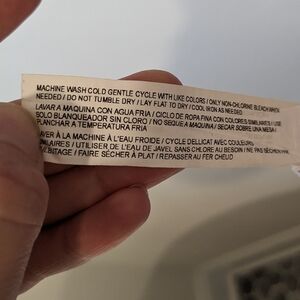 MACHINE WASH COLD GENTLE CYCLE WITH LIKE COLORS / ONLY NON-CHLORINE BLEACH WHEN
NEEDED / DO NOT TUMBLE DRY / LAY FLAT TO DRY / COOL IRON AS NEEDED
LAVAR A MAQUINA CON AGUA FRIA / CICLO DE ROPA FINA CON COLORES SIMILARES / USE
SOLO BLANQUEADOR SIN CLORO / NO SEQUE A MAQUINA / SECAR SOBRE UNA MESA /
PLANCHAR A TEMPERATURA FRIA
LAVER À LA MACHINE À L'EAU FROIDE / CYCLE DELLICAT AVEC COULEURS
SIMILAIRES / UTILISER DE L'EAU DE JAVEL SANS CHLORE AU BESOIN / NE PAS SÉCHER PAR
CULBITAGE / FAIRE SÉCHER À PLAT / REPASSER AU FER